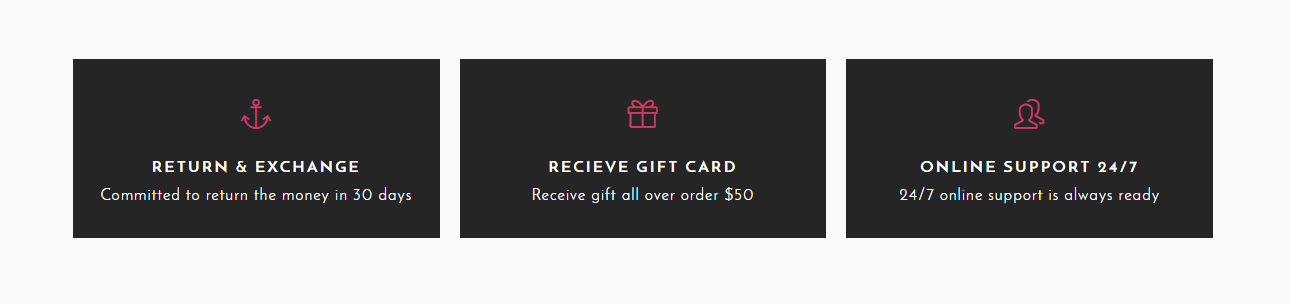 RETURN & EXCHANGE
Committed to return the money in 30 days
RECIEVE GIFT CARD
Receive gift all over order $50
ONLINE SUPPORT 24/7
24/7 online support is always ready